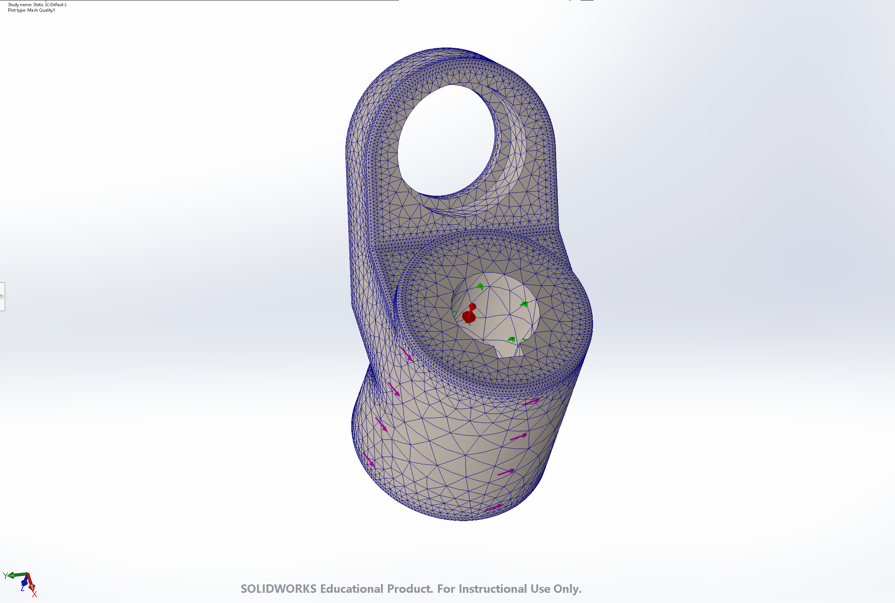 Study name: Static 2(-Default-)
Plot type: Mesh Quality1
Y
Z
X
SOLIDWORKS Educational Product. For Instructional Use Only.